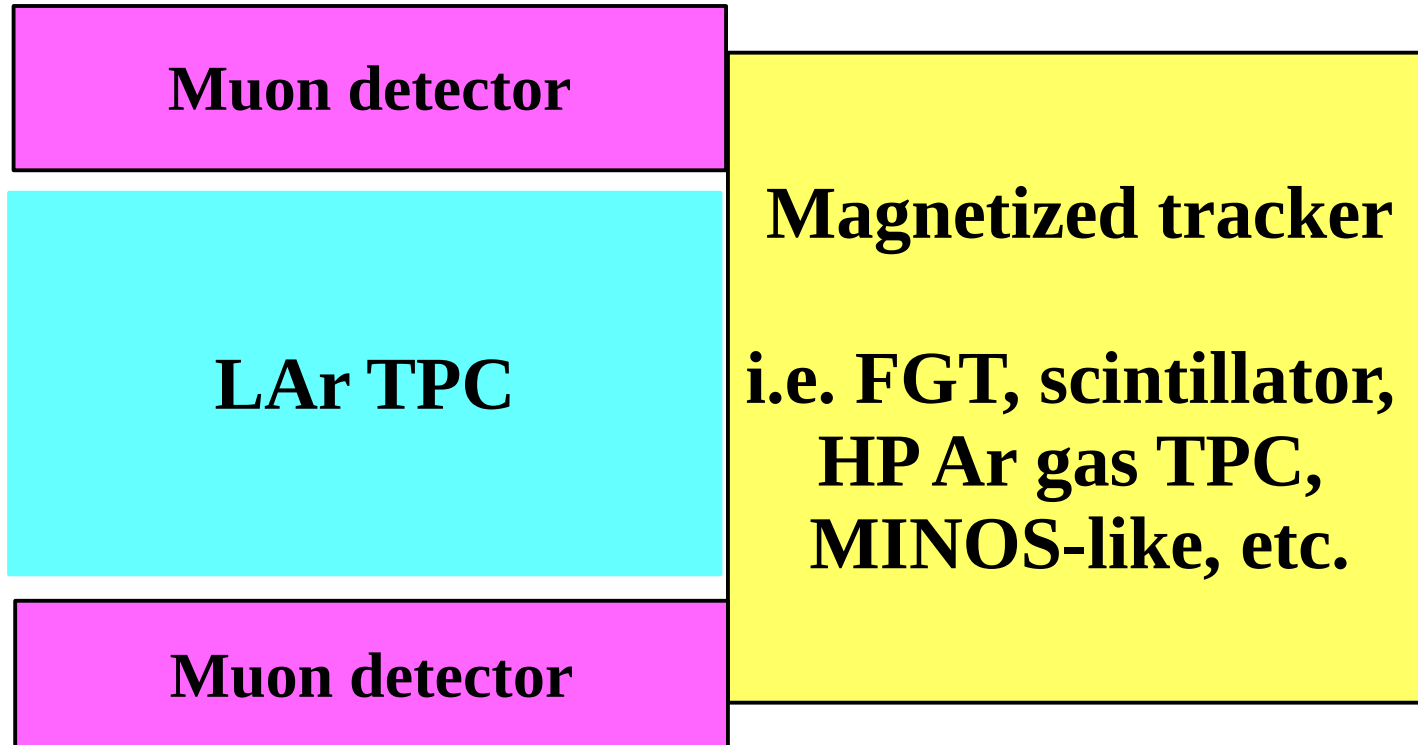 Muon detector
LAr TPC
Muon detector
Magnetized tracker
i.e. FGT, scintillator,
HP Ar gas TPC,
MINOS-like, etc.